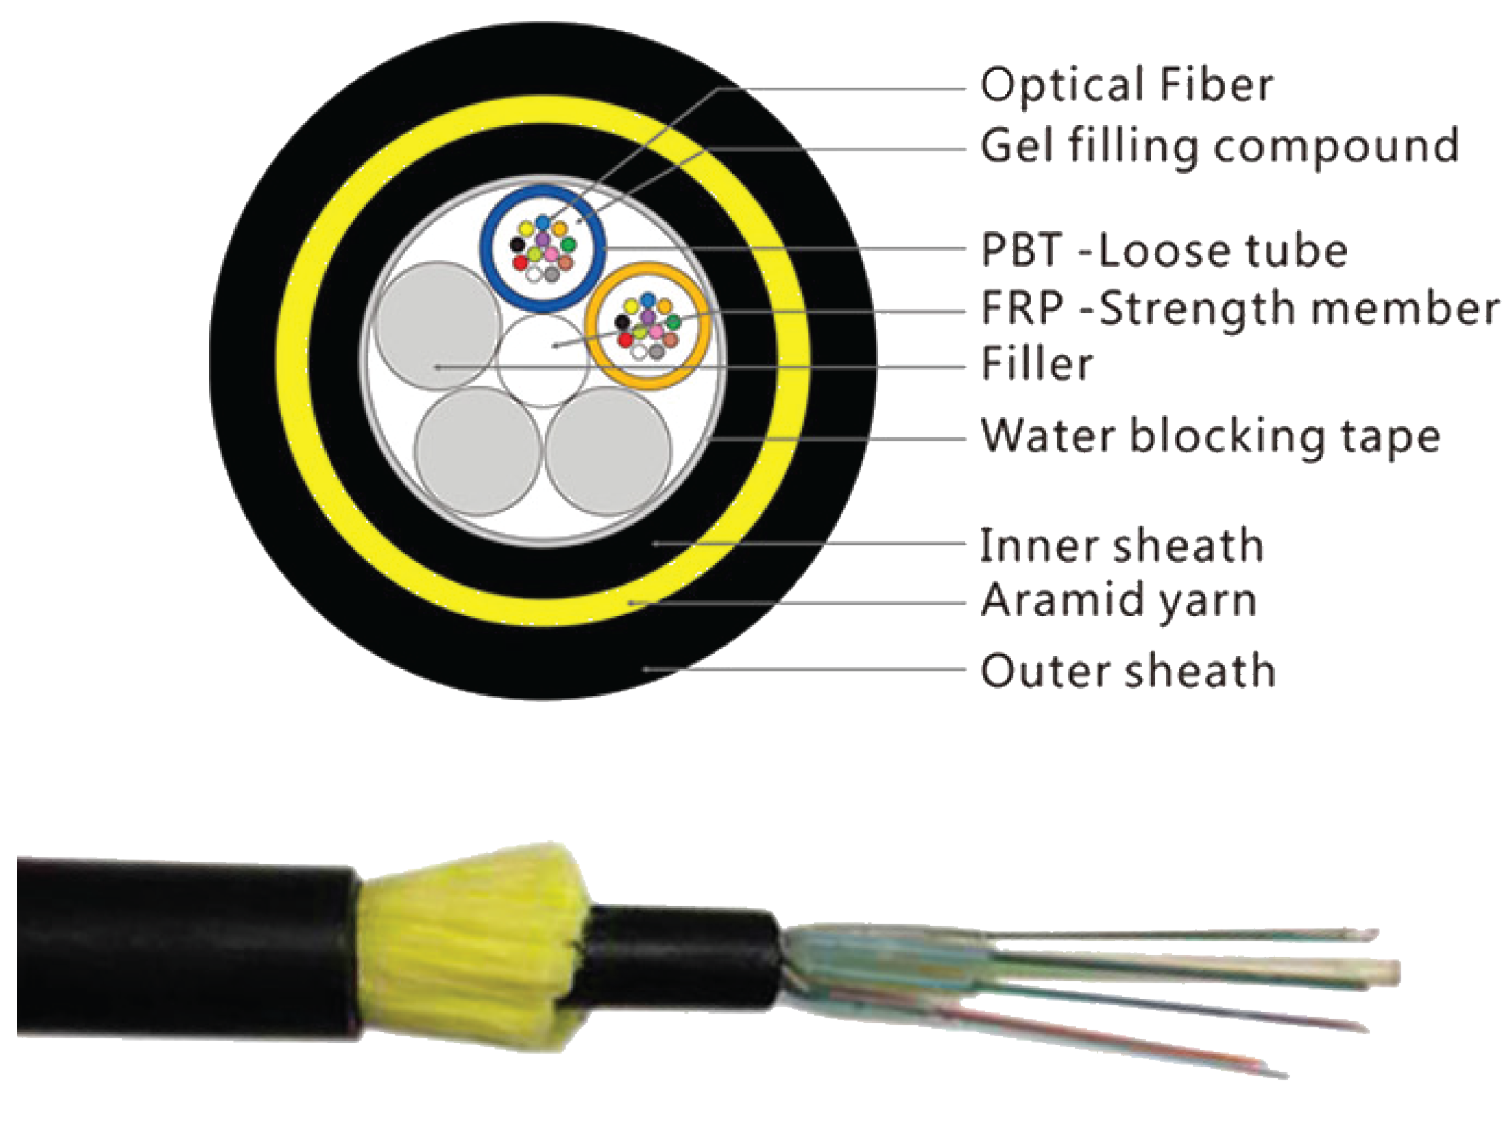 Optical Fiber
Gel filling compound
PBT -Loose tube
FRP -Strength member
Filler
Water blocking tape
Inner sheath
Aramid yarn
Outer sheath